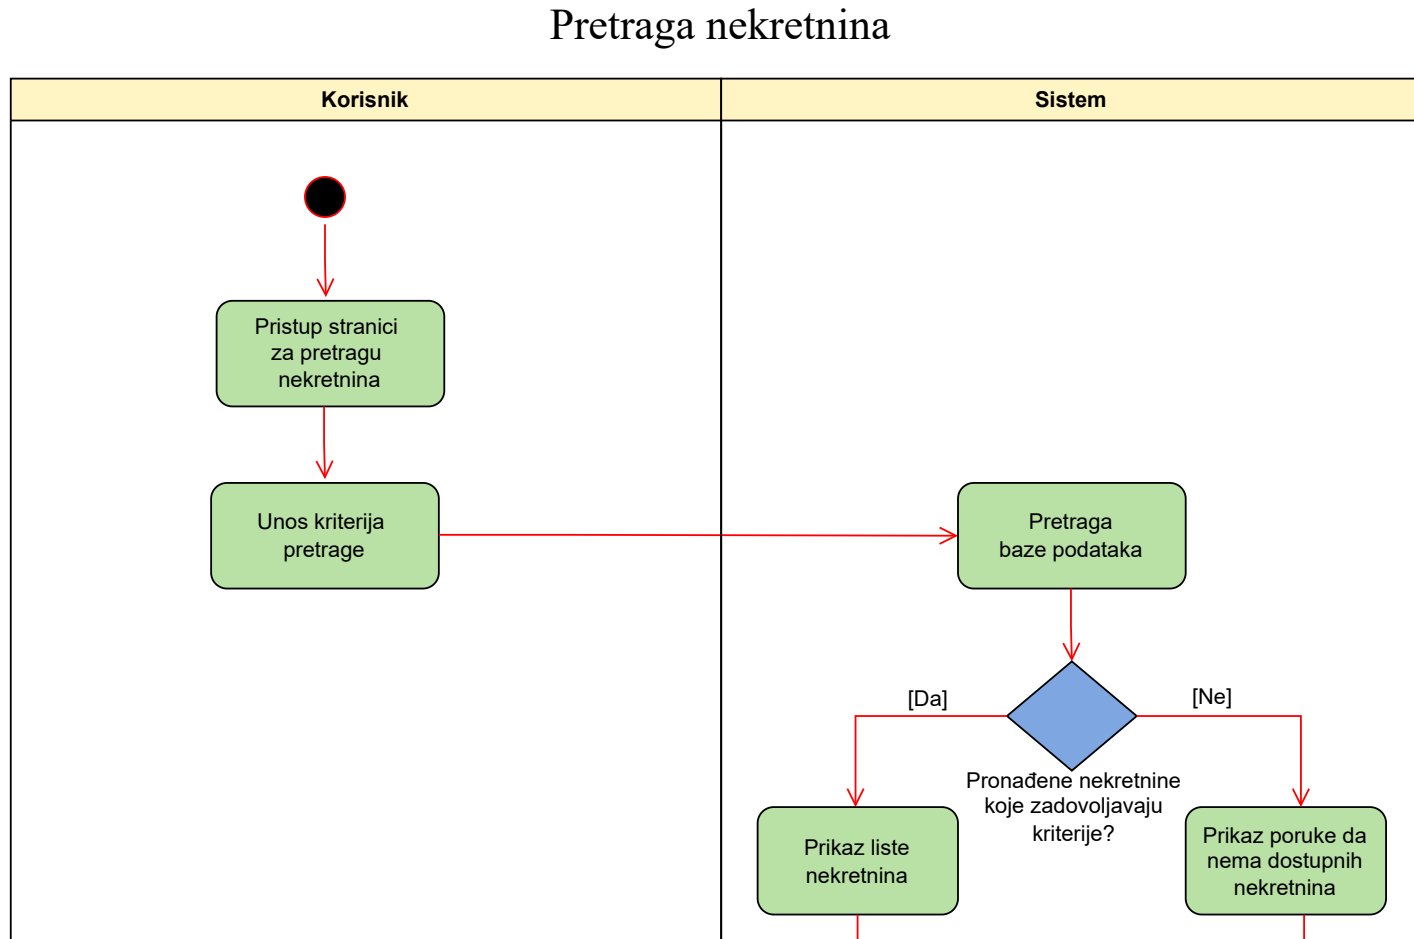 Pretraga nekretnina
Korisnik
Sistem
Pristup stranici
za pretragu
nekretnina
Unos kriterija
pretrage
Pretraga
baze podataka
[Da]
[Ne]
Pronađene nekretnine
koje zadovoljavaju
kriterije?
Prikaz liste
nekretnina
Prikaz poruke da
nema dostupnih
nekretnina